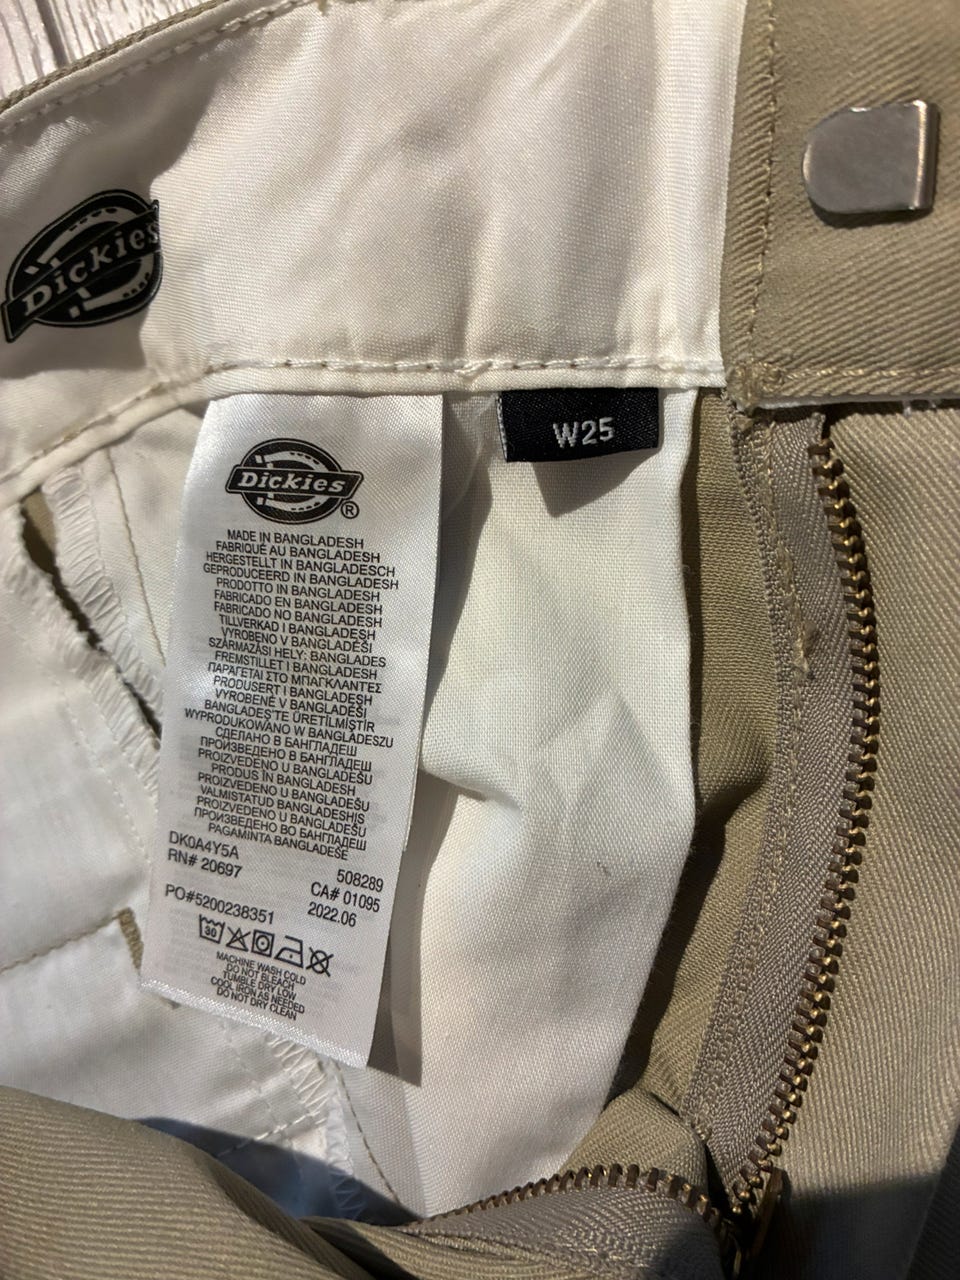 Dickies
W25
Dickies®
MADE IN BANGLADESH
FABRIQUÉ AU BANGLADESH
HERGESTELLT IN BANGLADESCH
GEPRODUCEERD IN BANGLADESH
PRODOTTO IN BANGLADESH
FABRICADO EN BANGLADESH
FABRICADO NO BANGLADESH
TILLVERKAD I BANGLADESH
VYROBENO V BANGLADÉŠI
SZÁRMAZÁSI HELY: BANGLADES
FREMSTILLET I BANGLADESH
ΠΑΡΑΓΕΤΑΙ ΣΤΟ ΜΠΑΓΚΛΑΝΤΕΣ
PRODUSERT I BANGLADESH
VYROBENÉ V BANGLADÉŠI
BANGLADEŞ'TE ÜRETİLMİŞTİR
WYPRODUKOWANO W BANGLADESZU
СДЕЛАНО В БАНГЛАДЕШ
ПРОИЗВЕДЕНО В БАНГЛАДЕШ
PROIZVEDENO U BANGLADEŠU
PRODUS ÎN BANGLADESH
PROIZVEDENO U BANGLADEŠU
VALMISTATUD BANGLADESHIS
PROIZVEDENO U BANGLADEŠU
ПРОИЗВЕДЕНО ВО БАНГЛАДЕШ
PAGAMINTA BANGLADEŠE
DK0A4Y5A 508289
RN# 20697 CA# 01095
PO#5200238351 2022.06
30
MACHINE WASH COLD
DO NOT BLEACH
TUMBLE DRY LOW
COOL IRON AS NEEDED
DO NOT DRY CLEAN